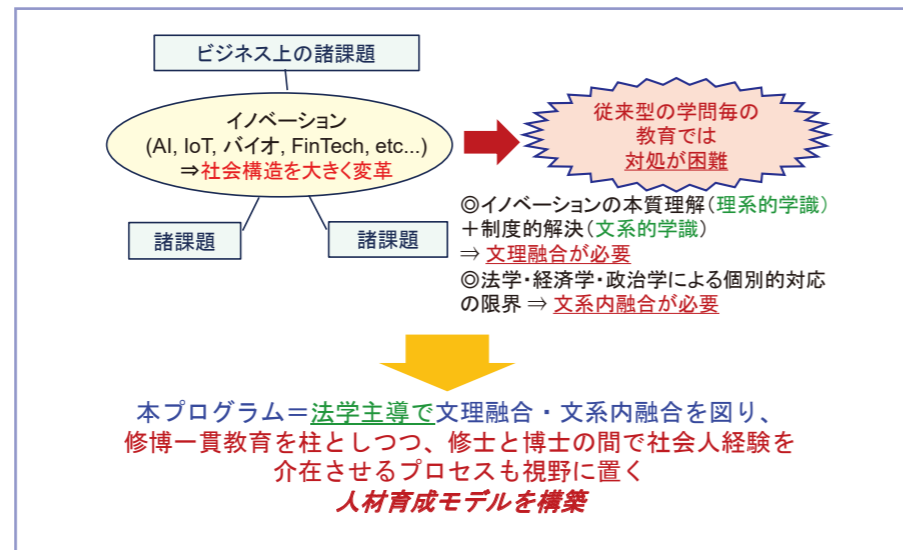 ビジネス上の諸課題
イノベーション
(AI, IoT, バイオ, FinTech, etc...)
⇒社会構造を大きく変革
諸課題
諸課題
従来型の学問毎の
教育では
対処が困難
◎イノベーションの本質理解(理系的学識)
＋制度的解決(文系的学識)
⇒ 文理融合が必要
◎法学・経済学・政治学による個別的対応
の限界 ⇒ 文系内融合が必要
本プログラム＝法学主導で文理融合・文系内融合を図り、
修博一貫教育を柱としつつ、修士と博士の間で社会人経験を
介在させるプロセスも視野に置く
人材育成モデルを構築